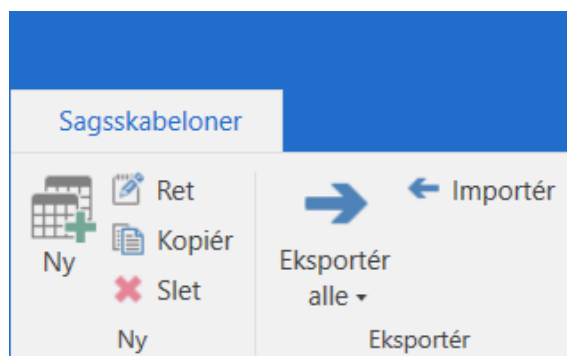 Sagsskabeloner
Ny
Ret
Kopiér
Slet
Ny
Eksportér
alle
Importér
Eksportér